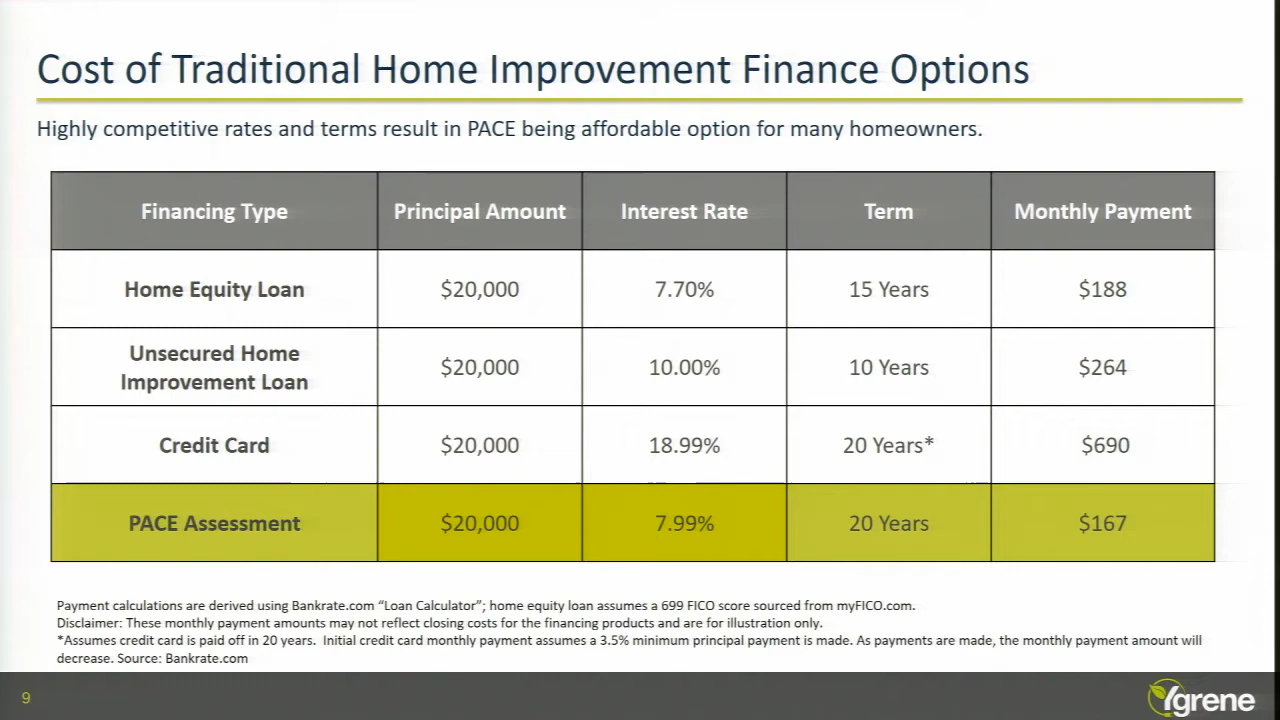 Cost of Traditional Home Improvement Finance Options
Highly competitive rates and terms result in PACE being affordable option for many homeowners.
Financing Type Principal Amount Interest Rate Term Monthly Payment
Home Equity Loan $20,000 7.70% 15 Years $188
Unsecured Home
Improvement Loan $20,000 10.00% 10 Years $264
Credit Card $20,000 18.99% 20 Years* $690
PACE Assessment $20,000 7.99% 20 Years $167
Payment calculations are derived using Bankrate.com “Loan Calculator”; home equity loan assumes a 699 FICO score sourced from myFICO.com.
Disclaimer: These monthly payment amounts may not reflect closing costs for the financing products and are for illustration only.
*Assumes credit card is paid off in 20 years. Initial credit card monthly payment assumes a 3.5% minimum principal payment is made. As payments are made, the monthly payment amount will
decrease. Source: Bankrate.com
9
Ygrene